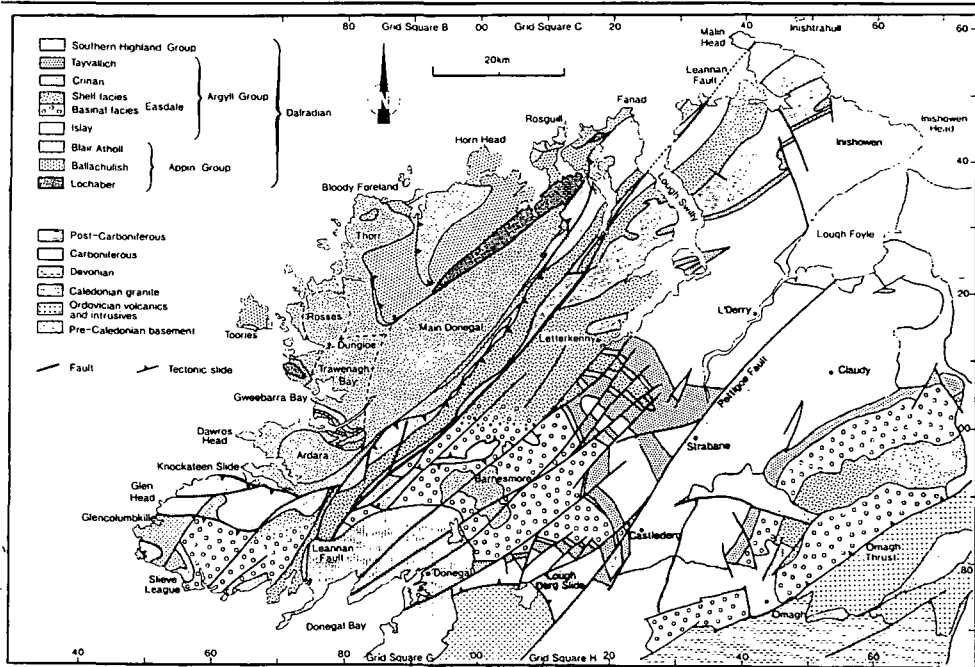 80 Grid Square B 00 Grid Square C 20 40 Inishtrahull 60
Southern Highland Group
Tayvallich
Crinan
Shelf facies
Basinal facies
Easdale
Islay
Argyll Group
Blair Atholl
Ballachulish
Lochaber
Appin Group
Dalradian
Post-Carboniferous
Carboniferous
Devonian
Caledonian granite
Ordovician volcanics
and intrusives
Pre-Caledonian basement
Fault
Tectonic slide
20km
Malin
Head
Leannan
Fault
Fanad
Rosguill
Horn Head
Inishowen
Head
Inishowen
40
Bloody Foreland
Thorr
Lough Swilly
Lough Foyle
20
Rosses
Toories
Main Donegal
Dungloe
Letterkenny
L'Derry
Trawenagh
Bay
Gweebarra Bay
Pettigoe Fault
Claudy
Dawros
Head
Ardara
00
Strabane
Knockateen Slide
Glen
Head
Barnesmore
Glencolumbkille
Castlederg
Leannan
Fault
Omagh
Thrust
Slieve
League
Donegal
Lough
Derg Slide
80
Omagh
Donegal Bay
40 60 80 Grid Square G 00 20 Grid Square H 40 60